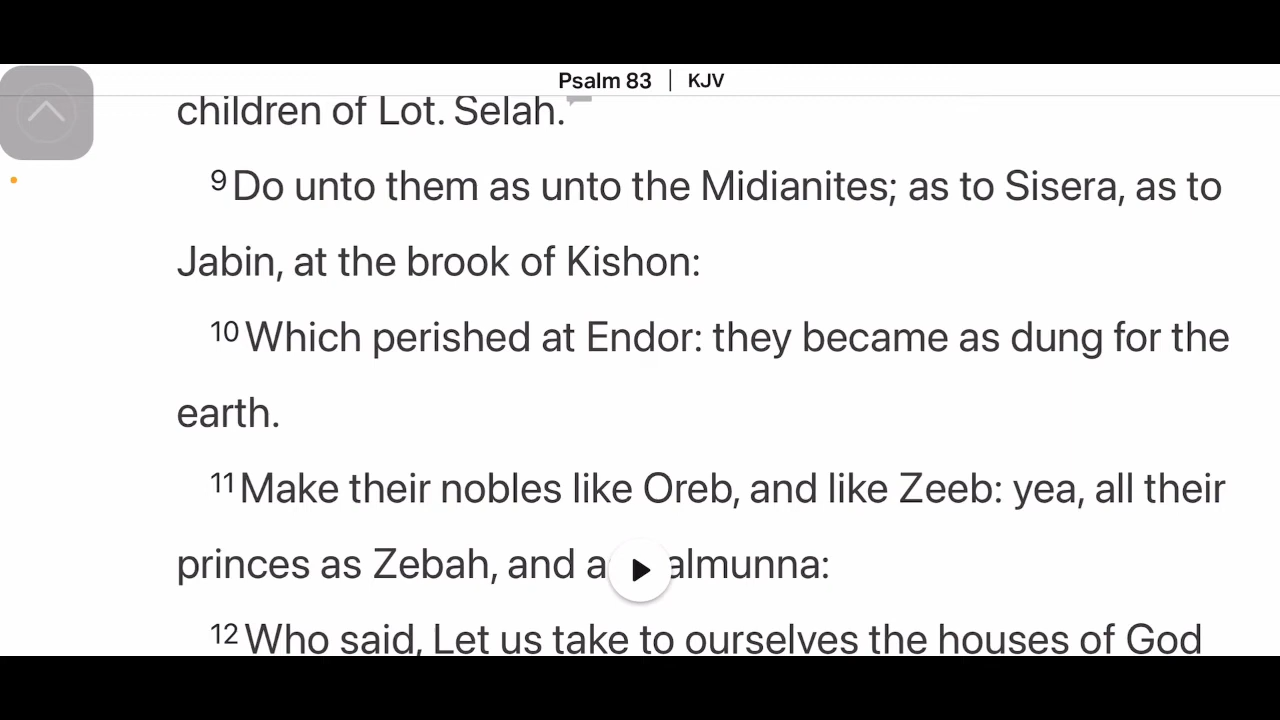 Psalm 83 | KJV
children of Lot. Selah.
9 Do unto them as unto the Midianites; as to Sisera, as to
Jabin, at the brook of Kishon:
10 Which perished at Endor: they became as dung for the
earth.
11 Make their nobles like Oreb, and like Zeeb: yea, all their
princes as Zebah, and a almunna:
12 Who said, Let us take to ourselves the houses of God